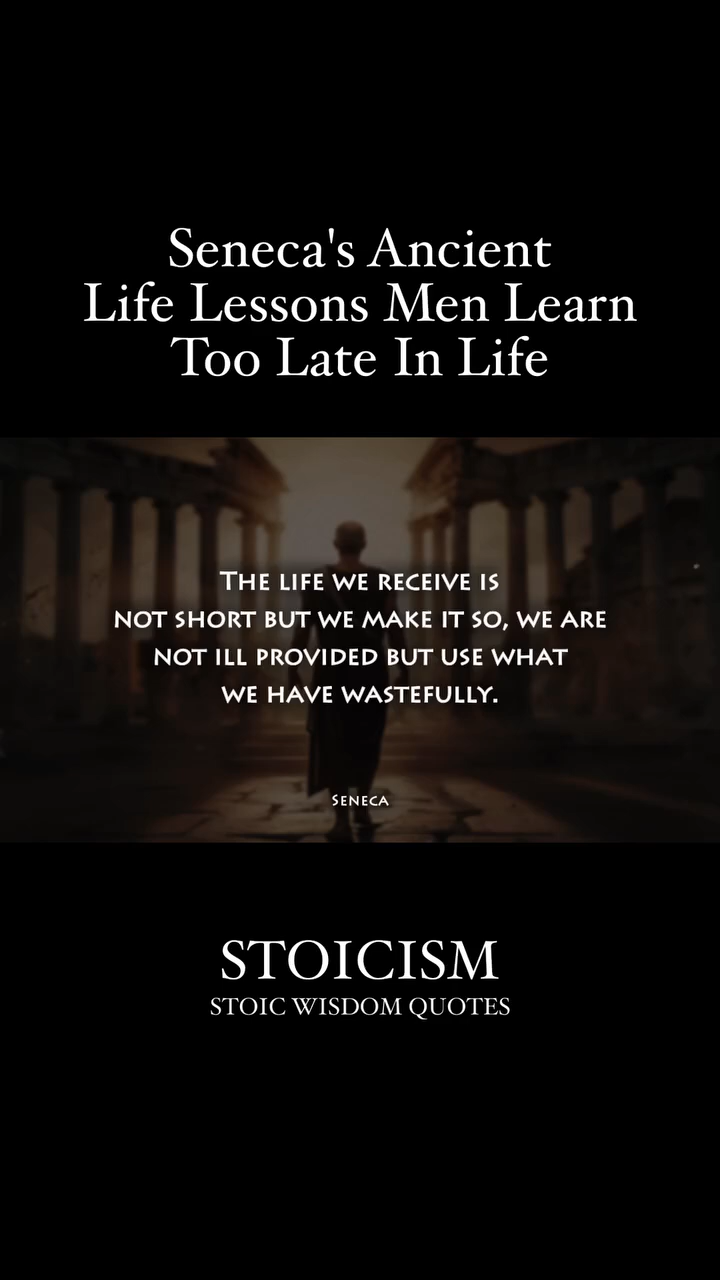 Seneca's Ancient
Life Lessons Men Learn
Too Late In Life
The life we receive is
not short but we make it so, we are
not ill provided but use what
we have wastefully.
Seneca
STOICISM
STOIC WISDOM QUOTES